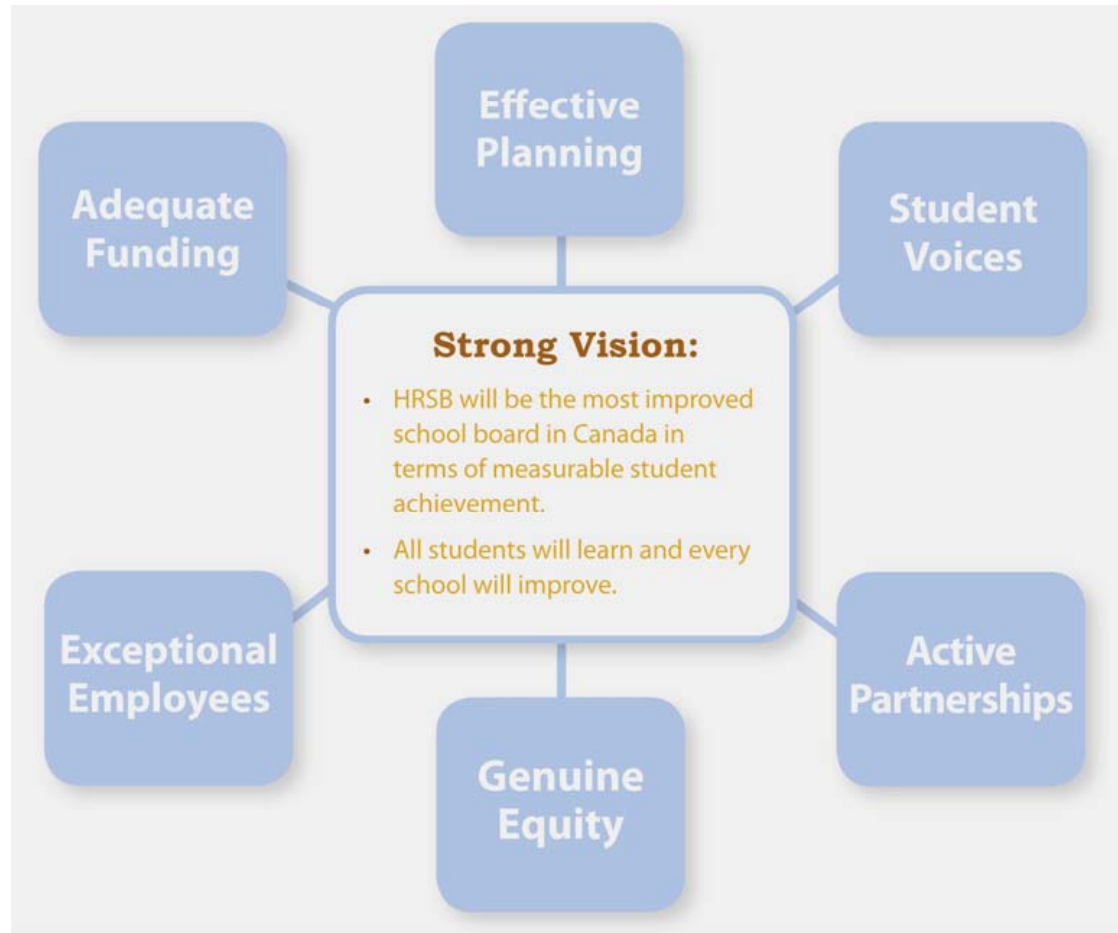 Effective
Planning
Adequate
Funding
Student
Voices
Strong Vision:
• HRSB will be the most improved
school board in Canada in
terms of measurable student
achievement.
• All students will learn and every
school will improve.
Exceptional
Employees
Active
Partnerships
Genuine
Equity